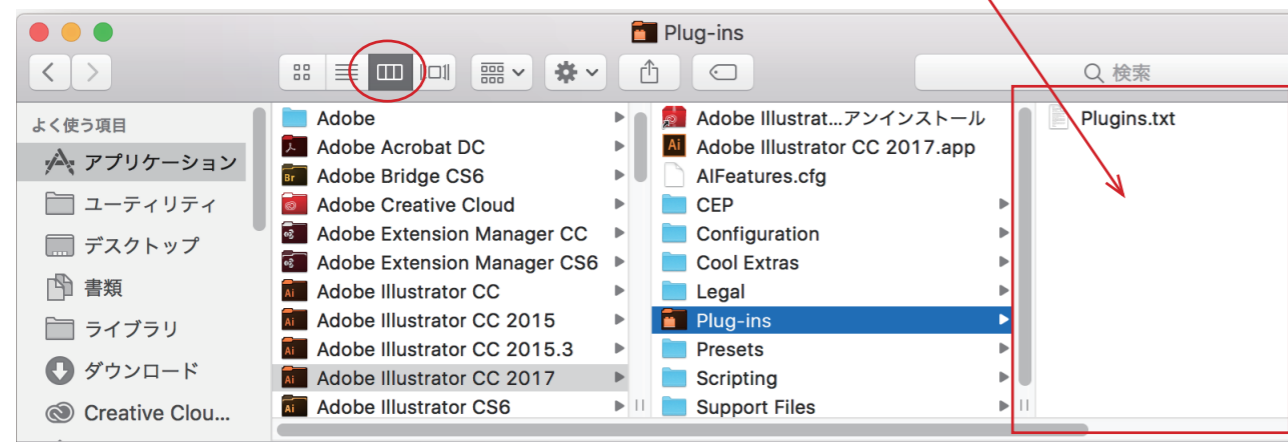 Plug-ins
検索
よく使う項目
アプリケーション
ユーティリティ
デスクトップ
書類
ライブラリ
ダウンロード
Creative Clou...
Adobe
Adobe Acrobat DC
Adobe Bridge CS6
Adobe Creative Cloud
Adobe Extension Manager CC
Adobe Extension Manager CS6
Adobe Illustrator CC
Adobe Illustrator CC 2015
Adobe Illustrator CC 2015.3
Adobe Illustrator CC 2017
Adobe Illustrator CS6
Adobe Illustrat...アンインストール
Adobe Illustrator CC 2017.app
AIFeatures.cfg
CEP
Configuration
Cool Extras
Legal
Plug-ins
Presets
Scripting
Support Files
Plugins.txt